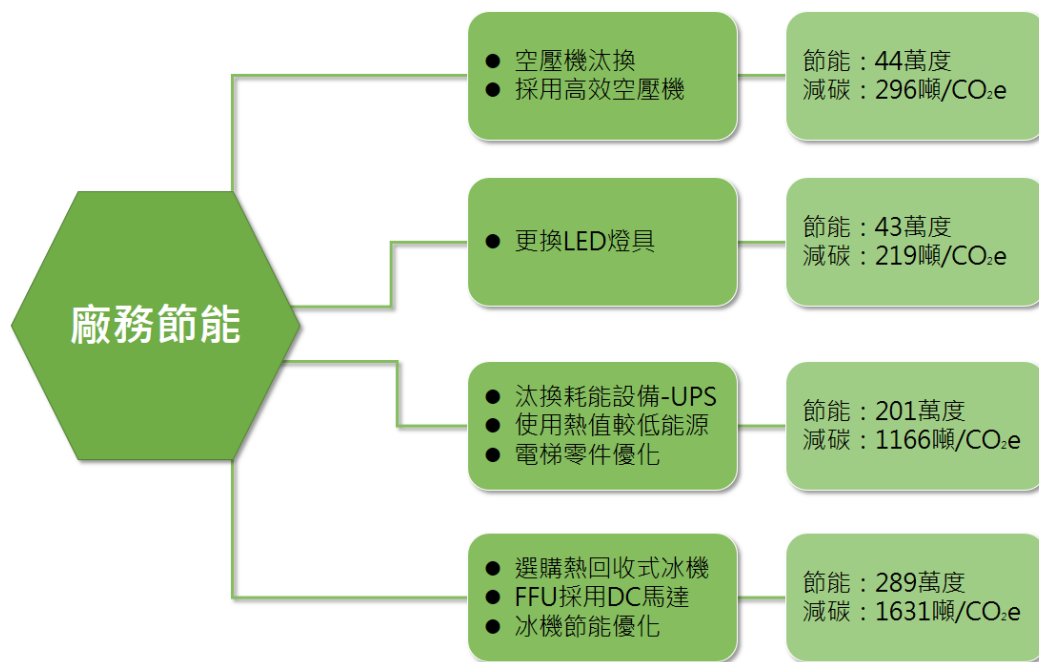 廠務節能
● 空壓機汰換
● 採用高效空壓機
節能：44萬度
減碳：296噸/CO₂e
● 更換LED燈具
節能：43萬度
減碳：219噸/CO₂e
● 汰換耗能設備-UPS
● 使用熱值較低能源
● 電梯零件優化
節能：201萬度
減碳：1166噸/CO₂e
● 選購熱回收式冰機
● FFU採用DC馬達
● 冰機節能優化
節能：289萬度
減碳：1631噸/CO₂e